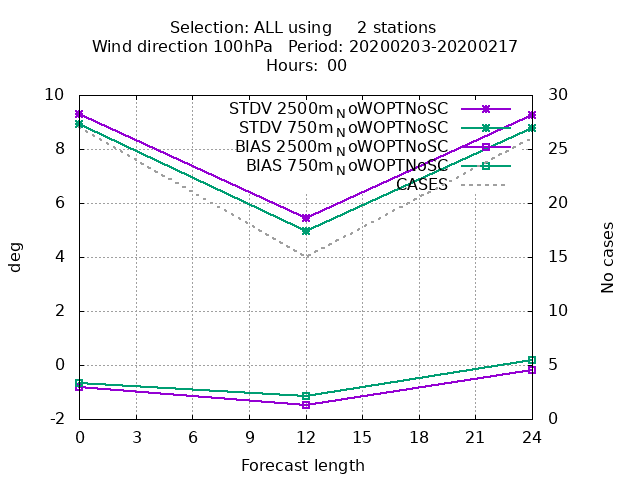 Selection: ALL using     2 stations
Wind direction 100hPa   Period: 20200203-20200217
Hours:  00
STDV 2500m_NoWOPTNoSC
STDV 750m_NoWOPTNoSC
BIAS 2500m_NoWOPTNoSC
BIAS 750m_NoWOPTNoSC
CASES
deg
10
8
6
4
2
0
-2
30
25
20
15
10
5
0
No cases
0 3 6 9 12 15 18 21 24
Forecast length